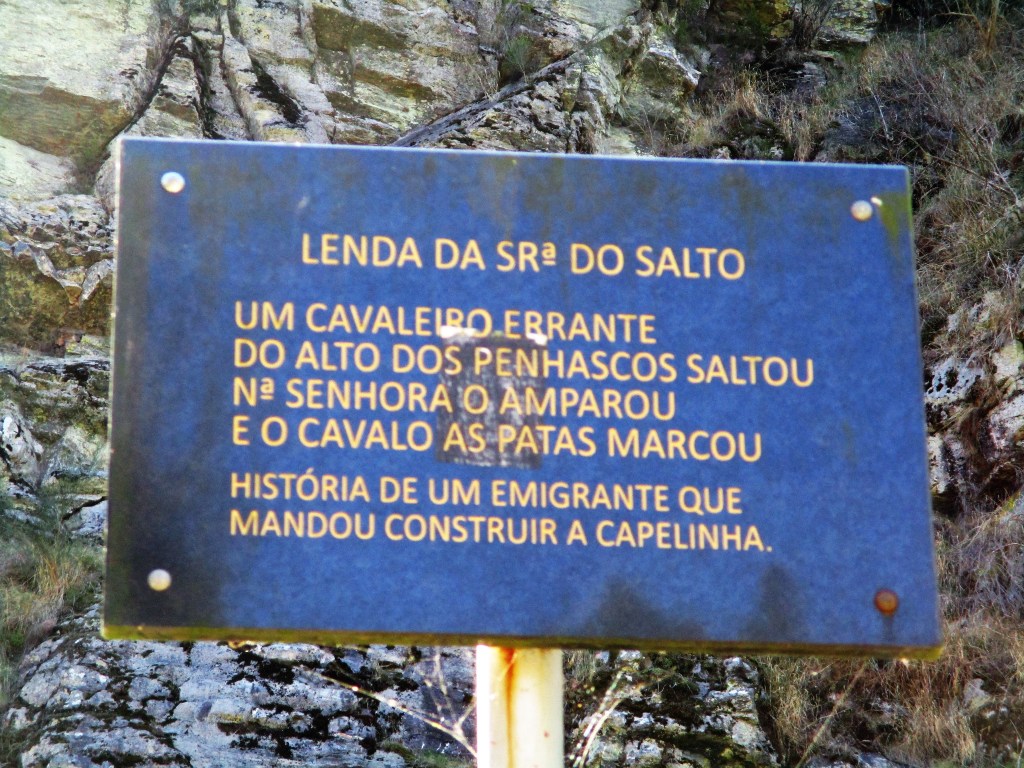 LENDA DA SRª DO SALTO
UM CAVALEIRO ERRANTE
DO ALTO DOS PENHASCOS SALTOU
Nª SENHORA O AMPAROU
E O CAVALO AS PATAS MARCOU
HISTÓRIA DE UM EMIGRANTE QUE
MANDOU CONSTRUIR A CAPELINHA.